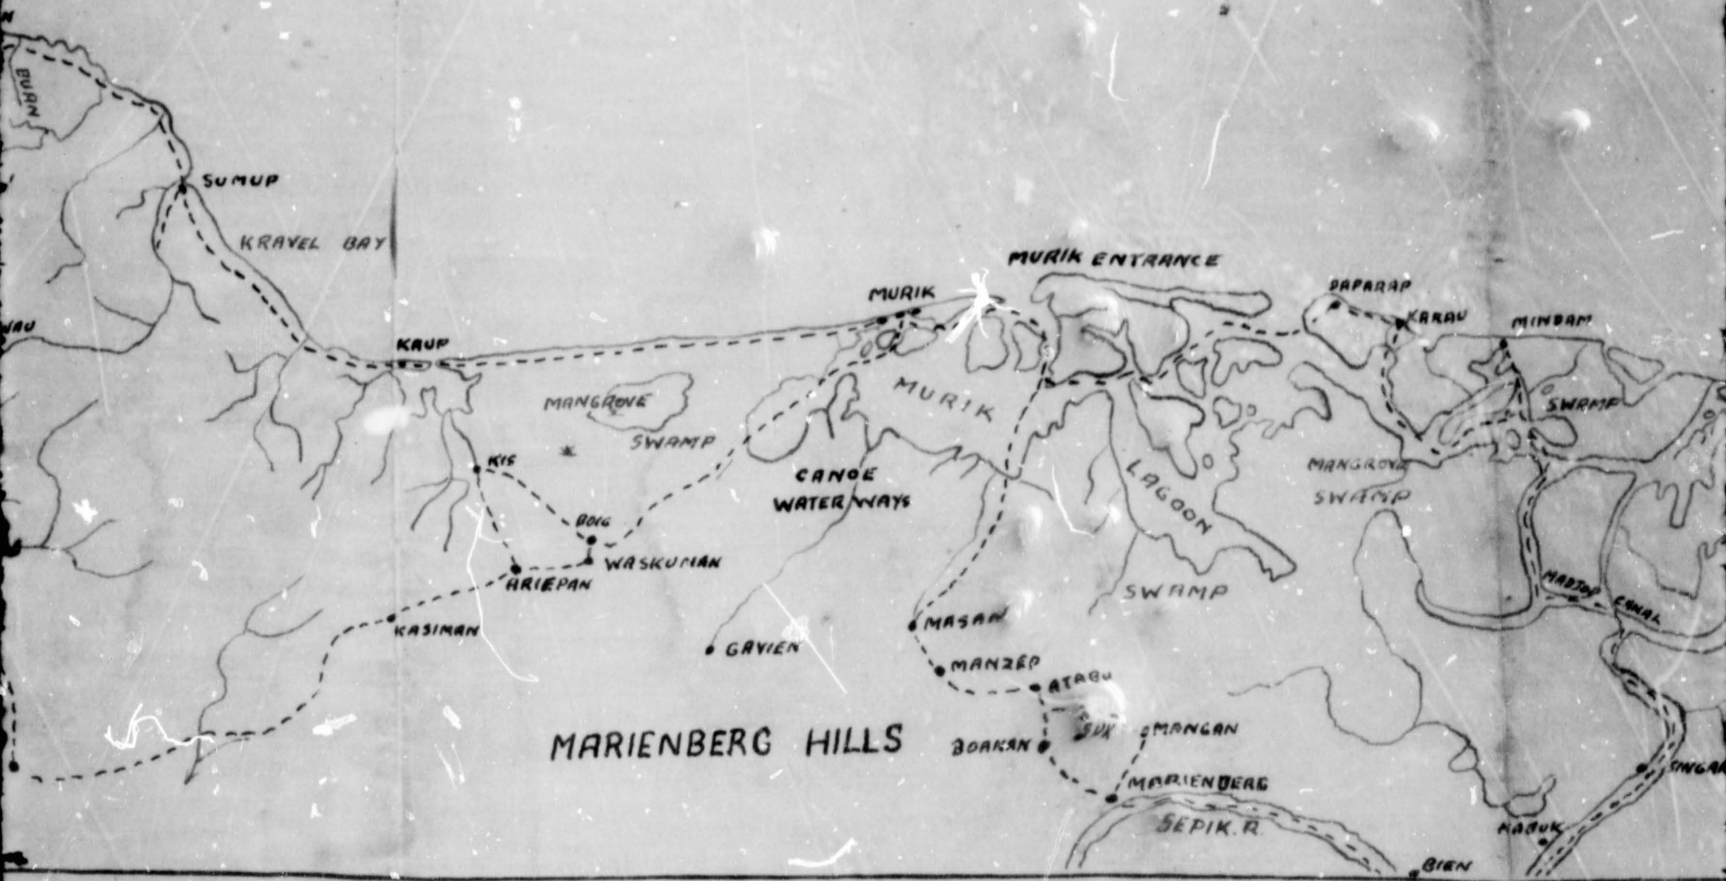 BURN
SUMUP
KRAVEL BAY
MURIK ENTRANCE
MURIK
DAPARAP
KARAU
MINDAM
KAUP
MANGROVE
SWAMP
MURIK
SWAMP
KIS
CANOE
WATER WAYS
LAGOON
MANGROVE
SWAMP
BOIG
WASKUMAN
ARIEPAN
SWAMP
MADTOP CANAL
KASIMAN
GAVIEN
MASAN
MANZEP
ATABU
MARIENBERG HILLS
BOAKAN
MANGAN
MARIENBERG
SEPIK. R.
KABUK
BIEN